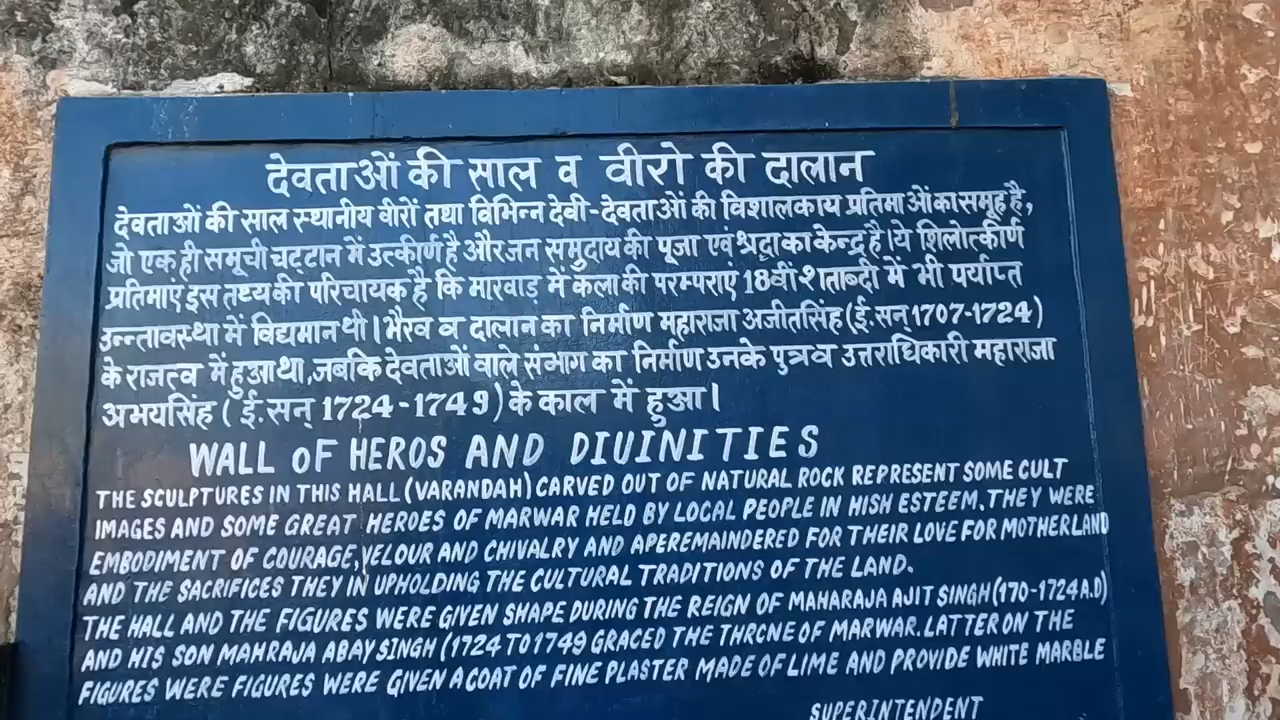 देवताओं की साल व वीरो की दालान
देवताओं की साल स्थानीय वीरों तथा विभिन्न देवी-देवताओं की विशालकाय प्रतिमाओं का समूह है,
जो एक ही समूची चट्टान में उत्कीर्ण है और जन समुदाय की पूजा एवं श्रद्धा का केन्द्र है। ये शिलोत्कीर्ण
प्रतिमाएं इस तथ्य की परिचायक है कि मारवाड़ में कला की परम्पराएं 18वीं शताब्दी में भी पर्याप्त
उन्न्तावस्था में विद्यमान थी। भैरव व दालान का निर्माण महाराजा अजीतसिंह (ई.सन् 1707-1724)
के राजत्व में हुआ था, जबकि देवताओं वाले संभाग का निर्माण उनके पुत्र व उत्तराधिकारी महाराजा
अभयसिंह ( ई.सन् 1724-1749) के काल में हुआ।
WALL OF HEROS AND DIUINITIES
THE SCULPTURES IN THIS HALL (VARANDAH) CARVED OUT OF NATURAL ROCK REPRESENT SOME CULT
IMAGES AND SOME GREAT HEROES OF MARWAR HELD BY LOCAL PEOPLE IN HISH ESTEEM. THEY WERE
EMBODIMENT OF COURAGE, VELOUR AND CHIVALRY AND APEREMAINDERED FOR THEIR LOVE FOR MOTHERLAND
AND THE SACRIFICES THEY IN UPHOLDING THE CULTURAL TRADITIONS OF THE LAND.
THE HALL AND THE FIGURES WERE GIVEN SHAPE DURING THE REIGN OF MAHARAJA AJIT SINGH (170-1724 A.D)
AND HIS SON MAHRAJA ABAY SINGH (1724 TO 1749 GRACED THE THRCNE OF MARWAR. LATTER ON THE
FIGURES WERE FIGURES WERE GIVEN A COAT OF FINE PLASTER MADE OF LIME AND PROVIDE WHITE MARBLE
SUPERINTENDENT